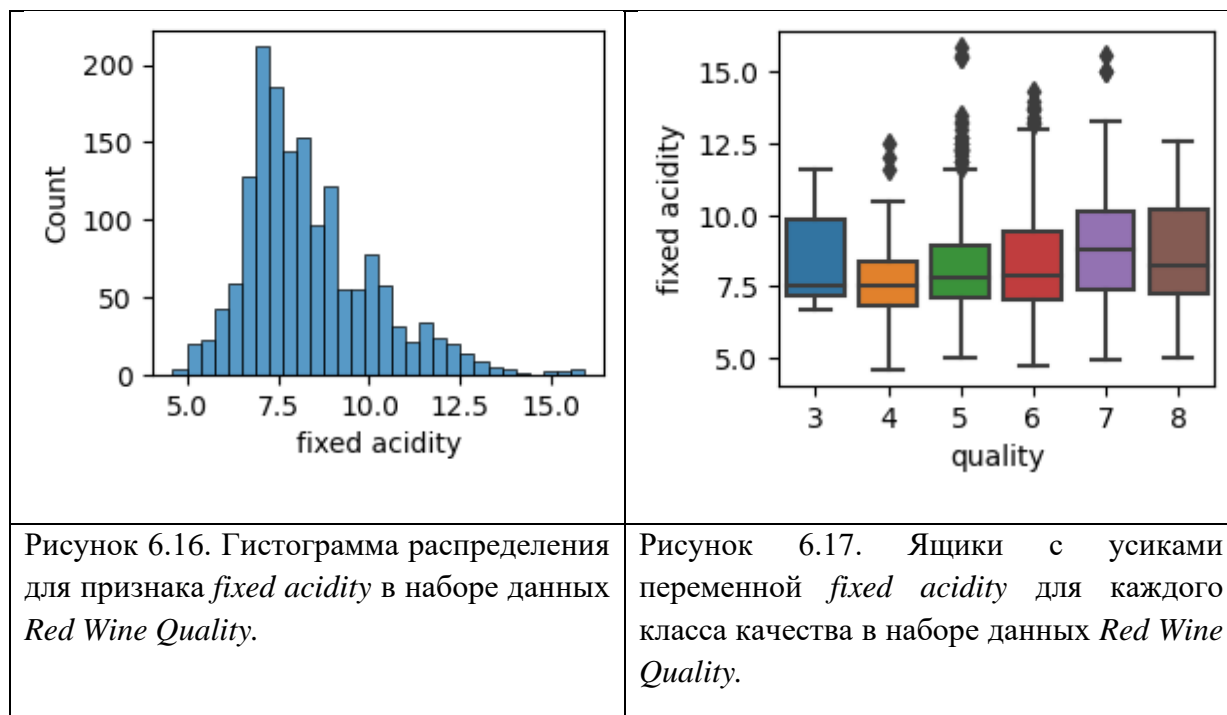 200
150
100
50
0
Count
5.0 7.5 10.0 12.5 15.0
fixed acidity
15.0
12.5
10.0
7.5
5.0
fixed acidity
3 4 5 6 7 8
quality
Рисунок 6.16. Гистограмма распределения
для признака fixed acidity в наборе данных
Red Wine Quality.
Рисунок 6.17. Ящики с усиками
переменной fixed acidity для каждого
класса качества в наборе данных Red Wine
Quality.